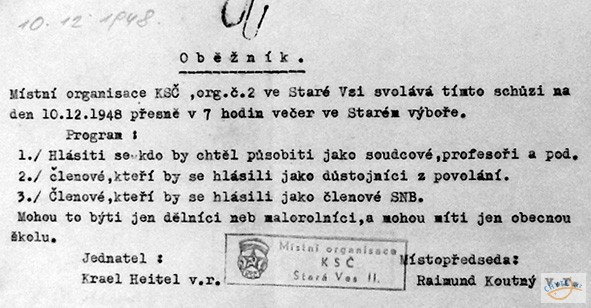 10.12.1948.
Oběžník.
Místní organisace KSČ ,org.č.2 ve Staré Vsi svolává tímto schůzi na
den 10.12.1948 přesně v 7 hodin večer ve Starém výboře.
Program :
1./ Hlásiti se kdo by chtěl působiti jako soudcové,profesoři a pod.
2./ členové,kteří by se hlásili jako důstojníci z povolání.
3./ Členové,kteří by se hlásili jako členové SNB.
Mohou to býti jen dělníci neb malorolníci,a mohou míti jen obecnou
školu.
Jednatel :
Krael Heitel v.r.
Místní organisace
KSČ
Stará Ves II.
Místopředseda:
Raimund Koutný v.r.